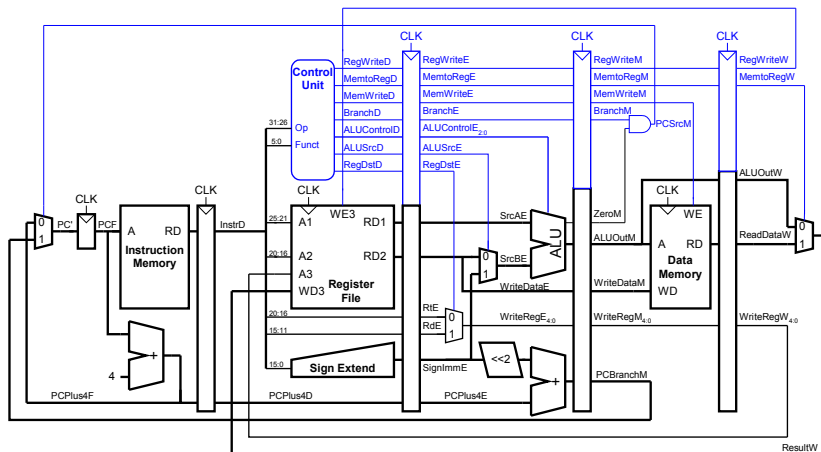 CLK CLK CLK
RegWriteD RegWriteE RegWriteM RegWriteW
Control Unit
MemtoRegD MemtoRegE MemtoRegM MemtoRegW
MemWriteD MemWriteE MemWriteM
BranchD BranchE BranchM
31:26 Op ALUControlD ALUControlE2:0 PCSrcM
5:0 Funct ALUSrcD ALUSrcE
RegDstD RegDstE
CLK CLK CLK CLK
ALUOutW
0 1 PC' PCF A RD Instruction Memory InstrD
25:21 A1 WE3 RD1 SrcAE ZeroM WE
20:16 A2 RD2 0 1 SrcBE ALU ALUOutM A RD ReadDataW 0 1
A3 Register File Data Memory
WD3 WriteDataE WriteDataM WD
20:16 RtE 0
15:11 RdE 1 WriteRegE4:0 WriteRegM4:0 WriteRegW4:0
+
4
15:0 Sign Extend SignImmE <<2 + PCBranchM
PCPlus4F PCPlus4D PCPlus4E
ResultW